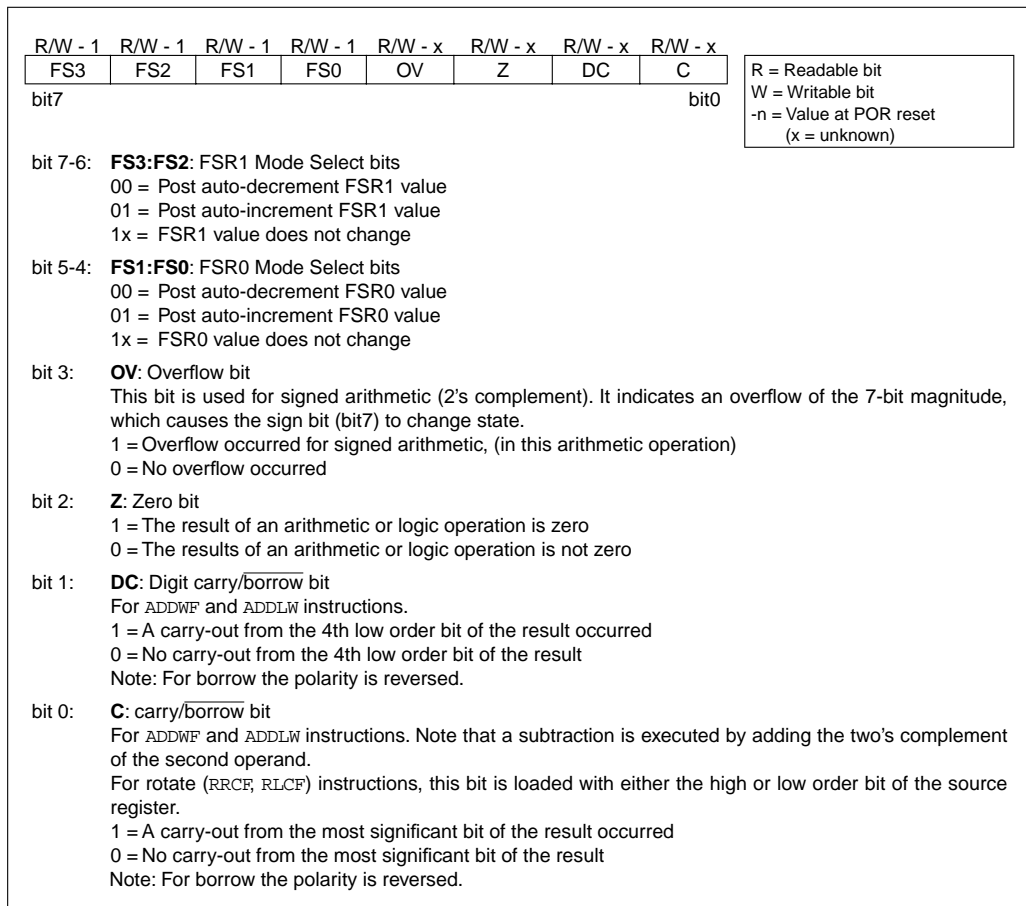 R/W - 1 R/W - 1 R/W - 1 R/W - 1 R/W - x R/W - x R/W - x R/W - x
FS3 FS2 FS1 FS0 OV Z DC C
bit7 bit0
R = Readable bit
W = Writable bit
-n = Value at POR reset
(x = unknown)
bit 7-6: FS3:FS2: FSR1 Mode Select bits
00 = Post auto-decrement FSR1 value
01 = Post auto-increment FSR1 value
1x = FSR1 value does not change
bit 5-4: FS1:FS0: FSR0 Mode Select bits
00 = Post auto-decrement FSR0 value
01 = Post auto-increment FSR0 value
1x = FSR0 value does not change
bit 3: OV: Overflow bit
This bit is used for signed arithmetic (2's complement). It indicates an overflow of the 7-bit magnitude,
which causes the sign bit (bit7) to change state.
1 = Overflow occurred for signed arithmetic, (in this arithmetic operation)
0 = No overflow occurred
bit 2: Z: Zero bit
1 = The result of an arithmetic or logic operation is zero
0 = The results of an arithmetic or logic operation is not zero
bit 1: DC: Digit carry/borrow bit
For ADDWF and ADDLW instructions.
1 = A carry-out from the 4th low order bit of the result occurred
0 = No carry-out from the 4th low order bit of the result
Note: For borrow the polarity is reversed.
bit 0: C: carry/borrow bit
For ADDWF and ADDLW instructions. Note that a subtraction is executed by adding the two's complement
of the second operand.
For rotate (RRCF, RLCF) instructions, this bit is loaded with either the high or low order bit of the source
register.
1 = A carry-out from the most significant bit of the result occurred
0 = No carry-out from the most significant bit of the result
Note: For borrow the polarity is reversed.